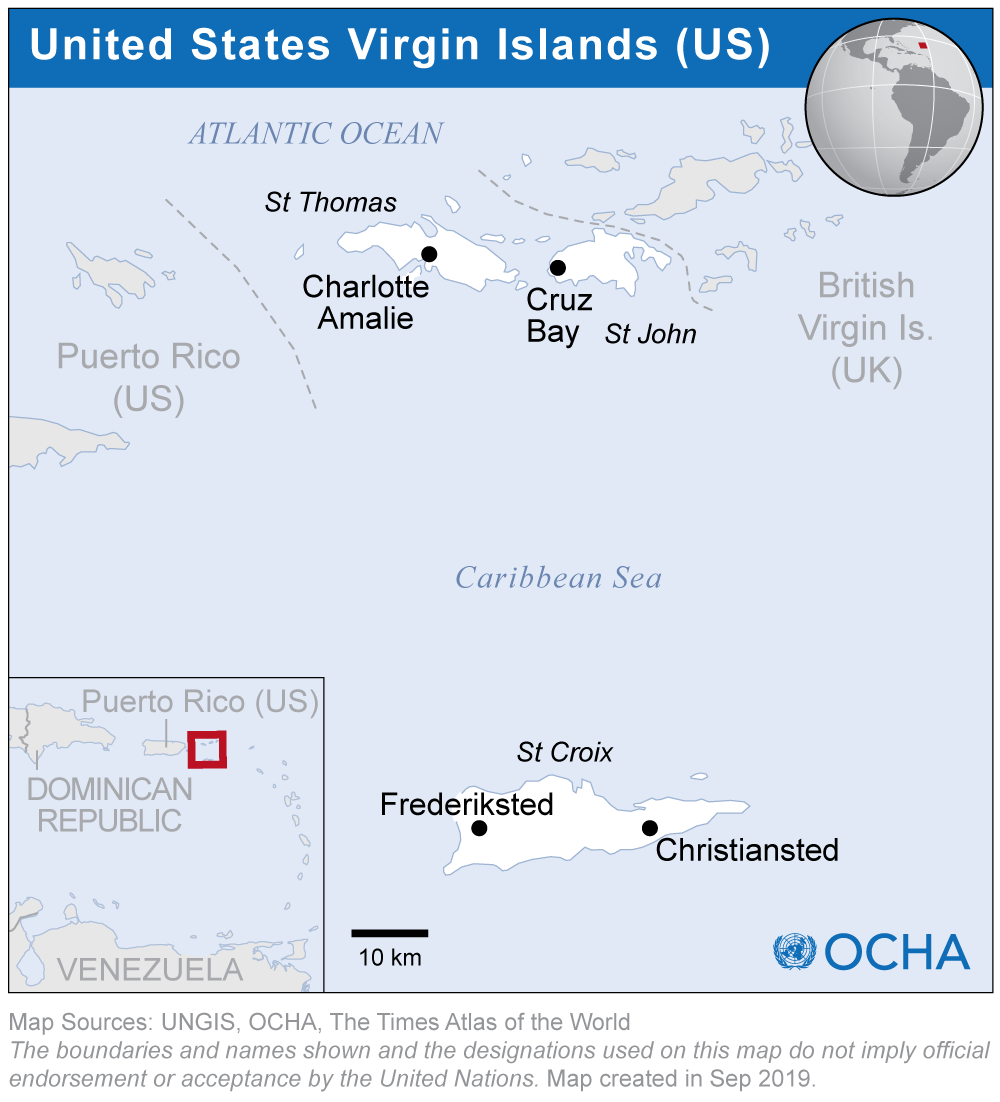 United States Virgin Islands (US)
ATLANTIC OCEAN
St Thomas
Charlotte
Amalie
Cruz
Bay
St John
British
Virgin Is.
(UK)
Puerto Rico
(US)
Caribbean Sea
Puerto Rico (US)
DOMINICAN
REPUBLIC
VENEZUELA
St Croix
Frederiksted
Christiansted
10 km
OCHA
Map Sources: UNGIS, OCHA, The Times Atlas of the World
The boundaries and names shown and the designations used on this map do not imply official
endorsement or acceptance by the United Nations. Map created in Sep 2019.